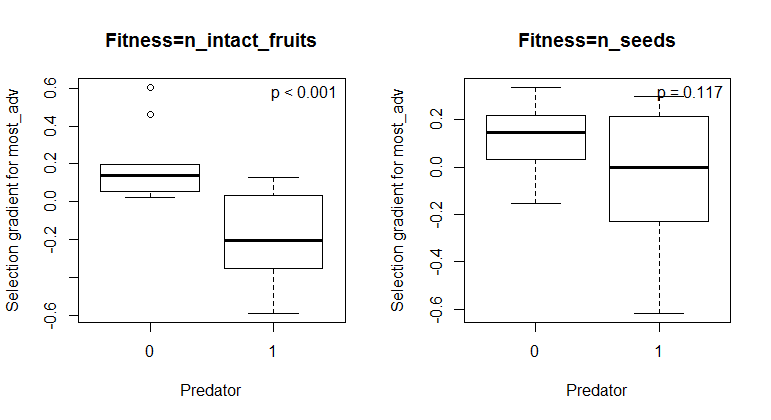 Fitness=n_intact_fruits
Selection gradient for most_adv
0.6
0.4
0.2
0.0
-0.2
-0.6
p < 0.001
0
1
Predator
Fitness=n_seeds
Selection gradient for most_adv
0.2
0.0
-0.2
-0.4
-0.6
p = 0.117
0
1
Predator